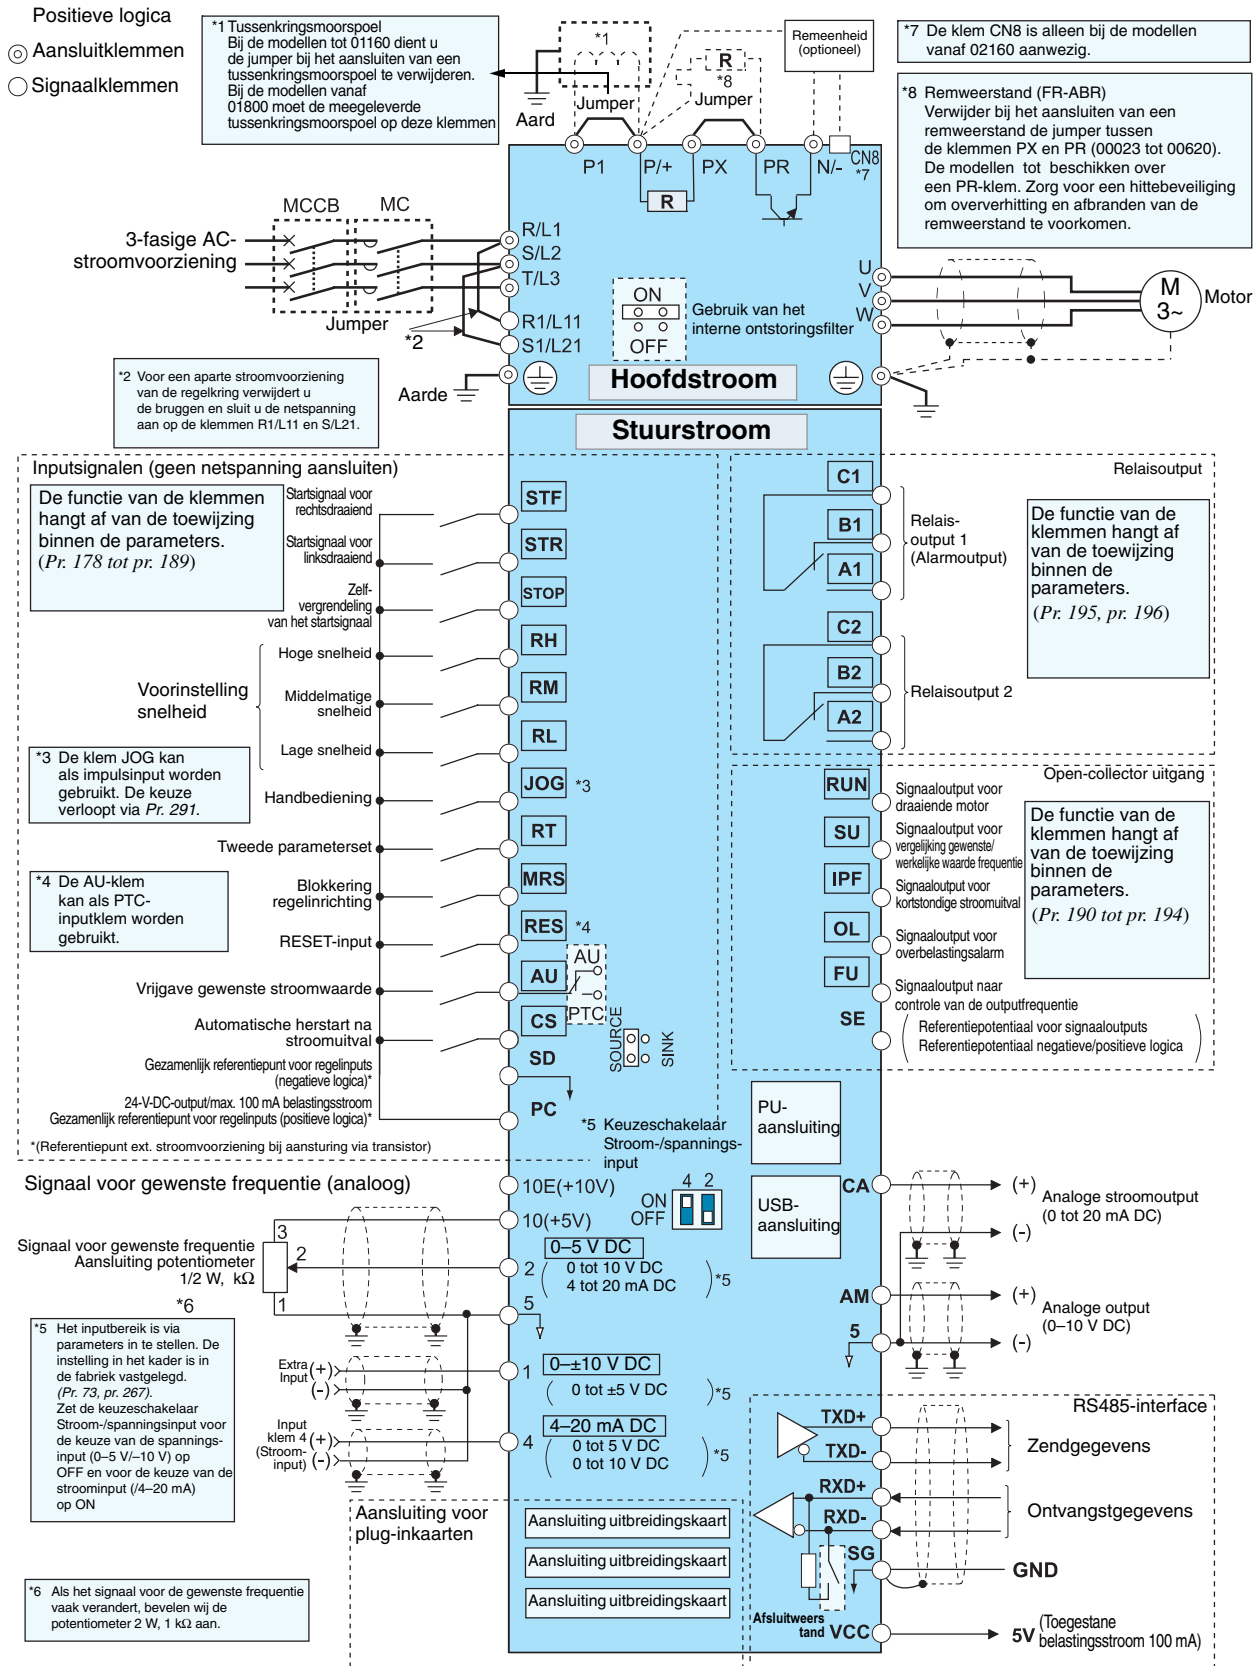 Positieve logica
Aansluitklemmen
Signaalklemmen
*1 Tussenkringsmoorspoel
Bij de modellen tot 01160 dient u
de jumper bij het aansluiten van een
tussenkringsmoorspoel te verwijderen.
Bij de modellen vanaf
01800 moet de meegeleverde
tussenkringsmoorspoel op deze klemmen
*1
Jumper
Aard
R
*8
Jumper
Remeenheid
(optioneel)
*7 De klem CN8 is alleen bij de modellen
vanaf 02160 aanwezig.
*8 Remweerstand (FR-ABR)
Verwijder bij het aansluiten van een
remweerstand de jumper tussen
de klemmen PX en PR (00023 tot 00620).
De modellen tot beschikken over
een PR-klem. Zorg voor een hittebeveiliging
om oververhitting en afbranden van de
remweerstand te voorkomen.
P1
P/+
PX
PR
N/-
CN8
*7
R
MCCB
MC
3-fasige AC-
stroomvoorziening
Jumper
*2
R/L1
S/L2
T/L3
R1/L11
S1/L21
ON
OFF
Gebruik van het
interne ontstoringsfilter
U
V
W
M
3~
Motor
Hoofdstroom
Aarde
*2 Voor een aparte stroomvoorziening
van de regelkring verwijdert u
de bruggen en sluit u de netspanning
aan op de klemmen R1/L11 en S/L21.
Stuurstroom
Inputsignalen (geen netspanning aansluiten)
De functie van de klemmen
hangt af van de toewijzing
binnen de parameters.
(Pr. 178 tot pr. 189)
Startsignaal voor
rechtsdraaiend
STF
Startsignaal voor
linksdraaiend
STR
Zelf-
vergrendeling
van het startsignaal
STOP
Voorinstelling
snelheid
Hoge snelheid
RH
Middelmatige
snelheid
RM
Lage snelheid
RL
*3 De klem JOG kan
als impulsinput worden
gebruikt. De keuze
verloopt via Pr. 291.
Handbediening
JOG
*3
Tweede parameterset
RT
*4 De AU-klem
kan als PTC-
inputklem worden
gebruikt.
Blokkering
regelinrichting
MRS
RESET-input
RES
*4
Vrijgave gewenste stroomwaarde
AU
AU
PTC
Automatische herstart na
stroomuitval
CS
SOURCE
SINK
Gezamenlijk referentiepunt voor regelinputs
(negatieve logica)*
SD
24-V-DC-output/max. 100 mA belastingsstroom
Gezamenlijk referentiepunt voor regelinputs (positieve logica)*
PC
*(Referentiepunt ext. stroomvoorziening bij aansturing via transistor)
Relaisoutput
C1
B1
A1
Relais-
output 1
(Alarmoutput)
C2
B2
A2
Relaisoutput 2
De functie van de
klemmen hangt af
van de toewijzing
binnen de
parameters.
(Pr. 195, pr. 196)
Open-collector uitgang
RUN
Signaaloutput voor
draaiende motor
SU
Signaaloutput voor
vergelijking gewenste/
werkelijke waarde frequentie
IPF
Signaaloutput voor
kortstondige stroomuitval
OL
Signaaloutput voor
overbelastingsalarm
FU
Signaaloutput naar
controle van de outputfrequentie
SE
Referentiepotentiaal voor signaaloutputs
Referentiepotentiaal negatieve/positieve logica
De functie van de
klemmen hangt af
van de toewijzing
binnen de
parameters.
(Pr. 190 tot pr. 194)
*5 Keuzeschakelaar
Stroom-/spannings-
input
4 2
ON
OFF
PU-
aansluiting
USB-
aansluiting
Signaal voor gewenste frequentie (analoog)
10E(+10V)
10(+5V)
3
2
1
Signaal voor gewenste frequentie
Aansluiting potentiometer
1/2 W, kΩ
*6
2
0–5 V DC
0 tot 10 V DC
4 tot 20 mA DC
*5
5
*5 Het inputbereik is via
parameters in te stellen. De
instelling in het kader is in
de fabriek vastgelegd.
(Pr. 73, pr. 267).
Zet de keuzeschakelaar
Stroom-/spanningsinput voor
de keuze van de spannings-
input (0–5 V/–10 V) op
OFF en voor de keuze van de
stroominput (/4–20 mA)
op ON
Extra
Input
(+)
(-)
1
0–±10 V DC
0 tot ±5 V DC
*5
Input
klem 4
(Stroom-
input)
(+)
(-)
4
4–20 mA DC
0 tot 5 V DC
0 tot 10 V DC
*5
CA
(+)
Analoge stroomoutput
(0 tot 20 mA DC)
(-)
AM
(+)
Analoge output
(0–10 V DC)
5
(-)
RS485-interface
TXD+
TXD-
Zendgegevens
RXD+
RXD-
Ontvangstgegevens
SG
GND
Afsluitweers
tand
VCC
5V
(Toegestane
belastingsstroom 100 mA)
Aansluiting voor
plug-inkaarten
Aansluiting uitbreidingskaart
Aansluiting uitbreidingskaart
Aansluiting uitbreidingskaart
*6 Als het signaal voor de gewenste frequentie
vaak verandert, bevelen wij de
potentiometer 2 W, 1 kΩ aan.